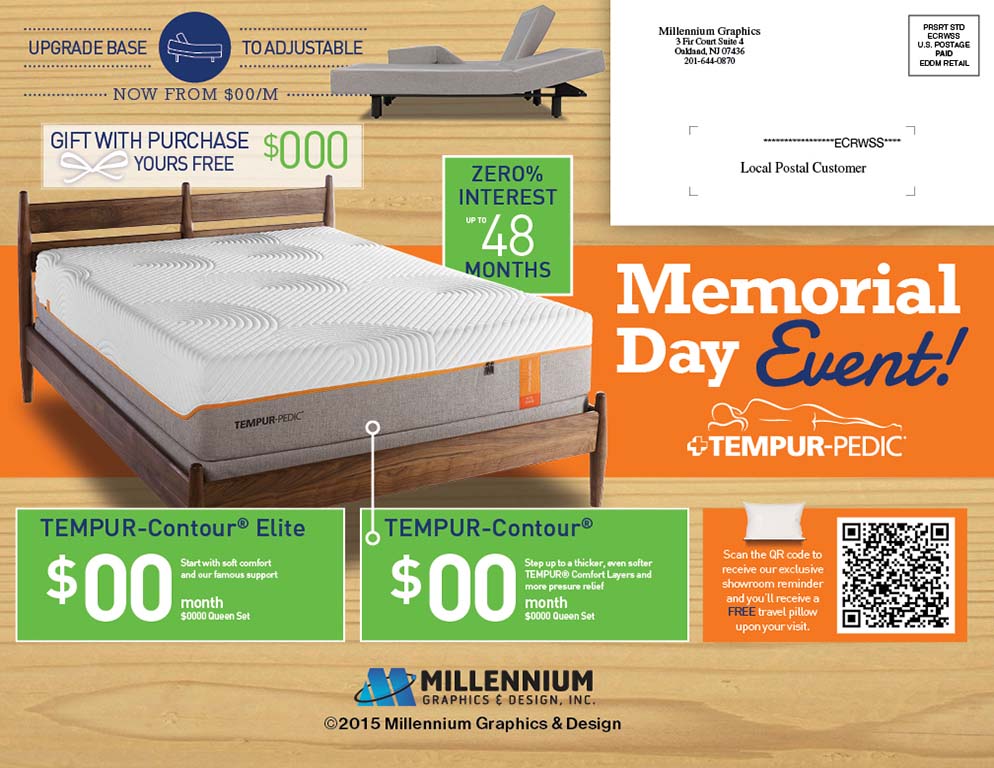 UPGRADE BASE TO ADJUSTABLE
NOW FROM $00/M
GIFT WITH PURCHASE
YOURS FREE
$000
ZERO%
INTEREST
UP TO
48
MONTHS
Millennium Graphics
3 Fir Court Suite 4
Oakland, NJ 07436
201-644-0870
PRSRT STD
ECRWSS
U.S. POSTAGE
PAID
EDDM RETAIL
*****************ECRWSS****
Local Postal Customer
Memorial
Day Event!
TEMPUR-PEDIC®
TEMPUR-PEDIC®
TEMPUR-Contour® Elite
$00
Start with soft comfort
and our famous support
month
$0000 Queen Set
TEMPUR-Contour®
$00
Step up to a thicker, even softer
TEMPUR® Comfort Layers and
more presure relief
month
$0000 Queen Set
Scan the QR code to
receive our exclusive
showroom reminder
and you'll receive a
FREE travel pillow
upon your visit.
MILLENNIUM
GRAPHICS & DESIGN, INC.
©2015 Millennium Graphics & Design